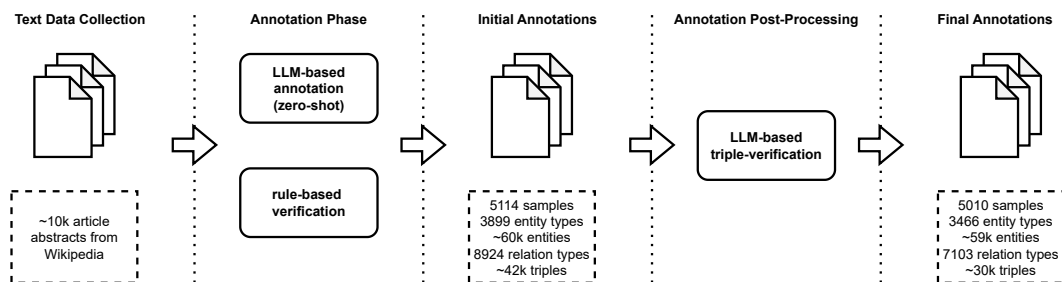 Text Data Collection
Annotation Phase
Initial Annotations
Annotation Post-Processing
Final Annotations
LLM-based
annotation
(zero-shot)
rule-based
verification
LLM-based
triple-verification
~10k article
abstracts from
Wikipedia
5114 samples
3899 entity types
~60k entities
8924 relation types
~42k triples
5010 samples
3466 entity types
~59k entities
7103 relation types
~30k triples